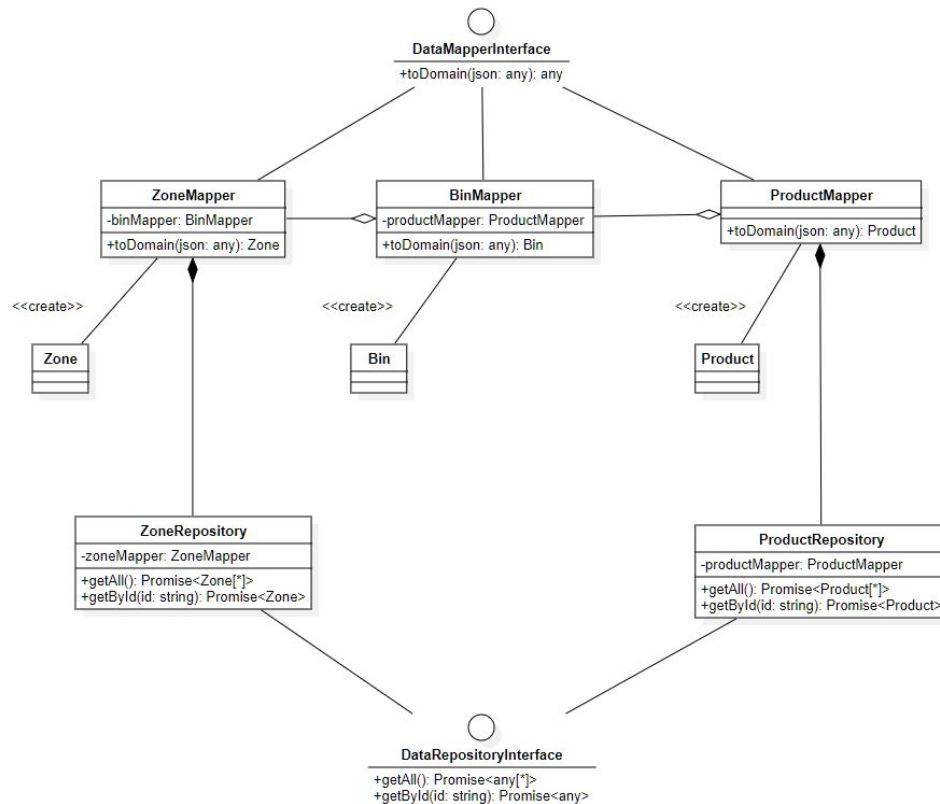 DataMapperInterface
+toDomain(json: any): any
ZoneMapper
-binMapper: BinMapper
+toDomain(json: any): Zone
BinMapper
-productMapper: ProductMapper
+toDomain(json: any): Bin
ProductMapper
+toDomain(json: any): Product
<<create>>
<<create>>
<<create>>
Zone
Bin
Product
ZoneRepository
-zoneMapper: ZoneMapper
+getAll(): Promise<Zone[*]>
+getById(id: string): Promise<Zone>
ProductRepository
-productMapper: ProductMapper
+getAll(): Promise<Product[*]>
+getById(id: string): Promise<Product>
DataRepositoryInterface
+getAll(): Promise<any[*]>
+getById(id: string): Promise<any>